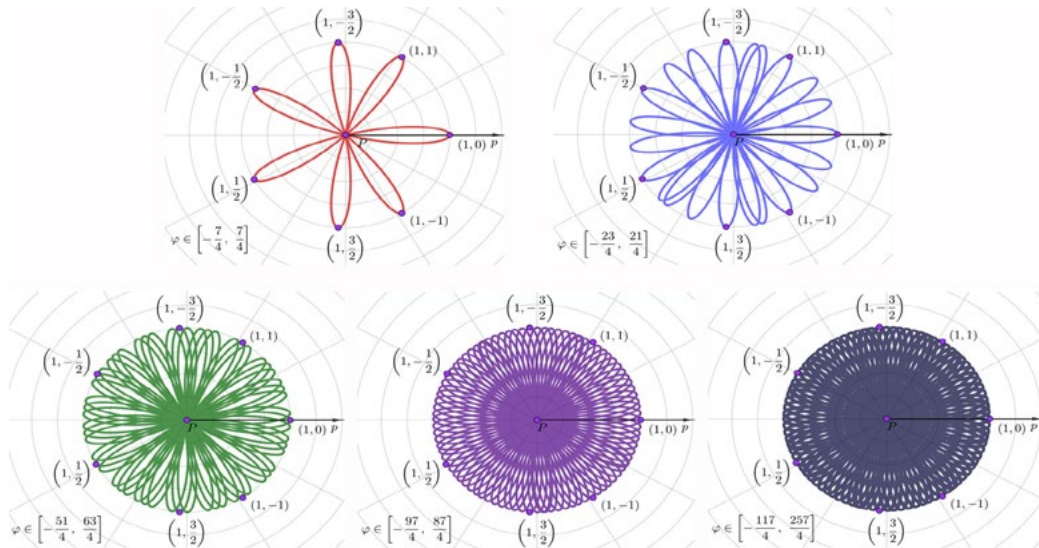 (1, -3/2)
(1, 1)
(1, -1/2)
P
(1, 0) p
(1, 1/2)
(1, -1)
φ ∈ [-7/4, 7/4]
(1, 3/2)
(1, -3/2)
(1, 1)
(1, -1/2)
P
(1, 0) p
(1, 1/2)
(1, -1)
φ ∈ [-23/4, 21/4]
(1, 3/2)
(1, -3/2)
(1, 1)
(1, -1/2)
P
(1, 0) p
(1, 1/2)
(1, -1)
φ ∈ [-51/4, 63/4]
(1, 3/2)
(1, -3/2)
(1, 1)
(1, -1/2)
P
(1, 0) p
(1, 1/2)
(1, -1)
φ ∈ [-97/4, 87/4]
(1, 3/2)
(1, -3/2)
(1, 1)
(1, -1/2)
P
(1, 0) p
(1, 1/2)
(1, -1)
φ ∈ [-117/4, 257/4]
(1, 3/2)